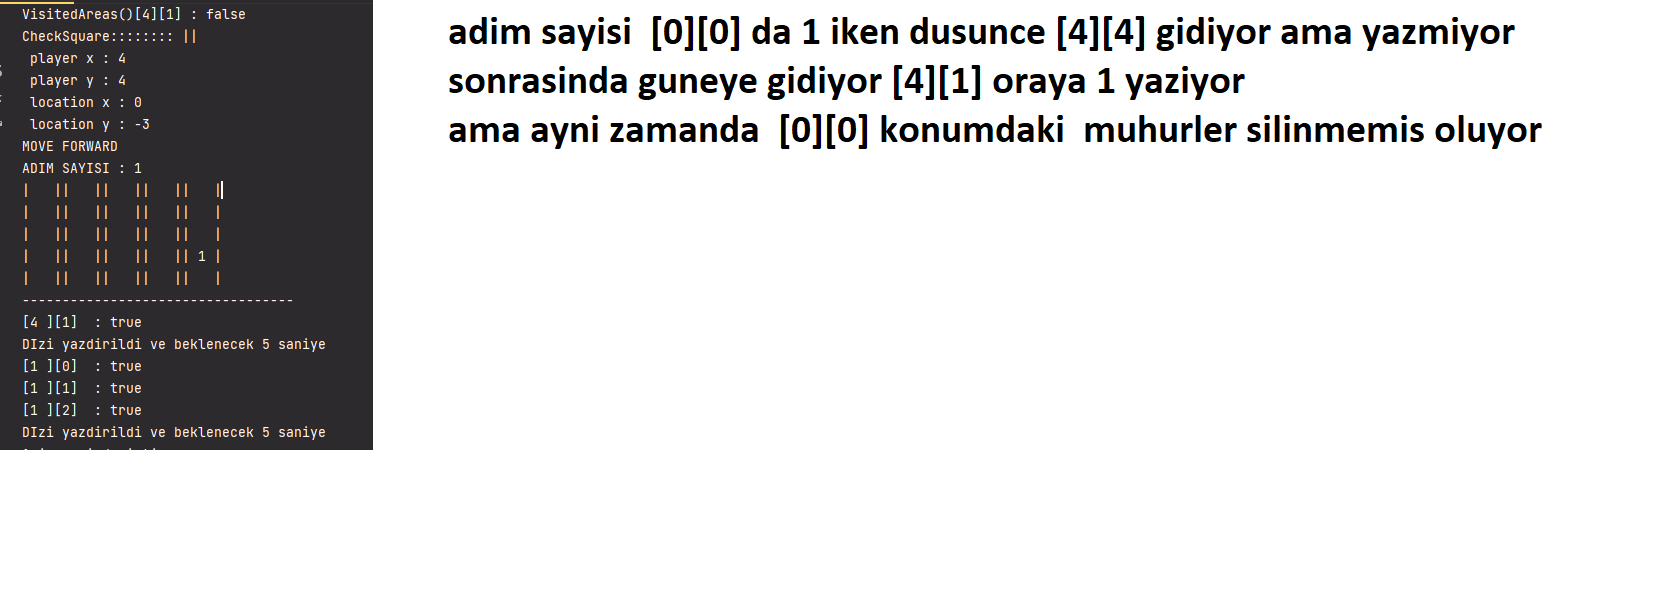 VisitedAreas()[4][1] : false
CheckSquare:::::::: ||
player x : 4
player y : 4
location x : 0
location y : -3
MOVE FORWARD
ADIM SAYISI : 1
|   ||   ||   ||   ||   |
|   ||   ||   ||   ||   |
|   ||   ||   ||   ||   |
|   ||   ||   ||   || 1 |
|   ||   ||   ||   ||   |
----------------------------------
[4 ][1]  : true
DIzi yazdirildi ve beklenecek 5 saniye
[1 ][0]  : true
[1 ][1]  : true
[1 ][2]  : true
DIzi yazdirildi ve beklenecek 5 saniye
adim sayisi  [0][0] da 1 iken dusunce [4][4] gidiyor ama yazmiyor
sonrasinda guneye gidiyor [4][1] oraya 1 yaziyor
ama ayni zamanda  [0][0] konumdaki  muhurler silinmemis oluyor